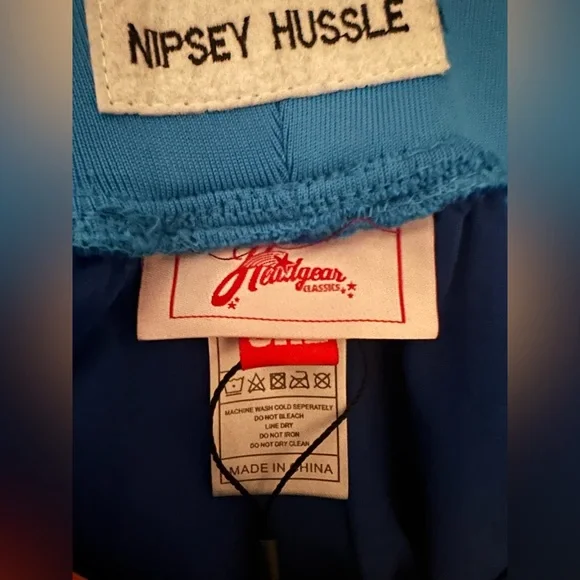 NIPSEY HUSSLE
Headgear
CLASSICS
MACHINE WASH COLD SEPERATELY
DO NOT BLEACH
LINE DRY
DO NOT IRON
DO NOT DRY CLEAN
MADE IN CHINA